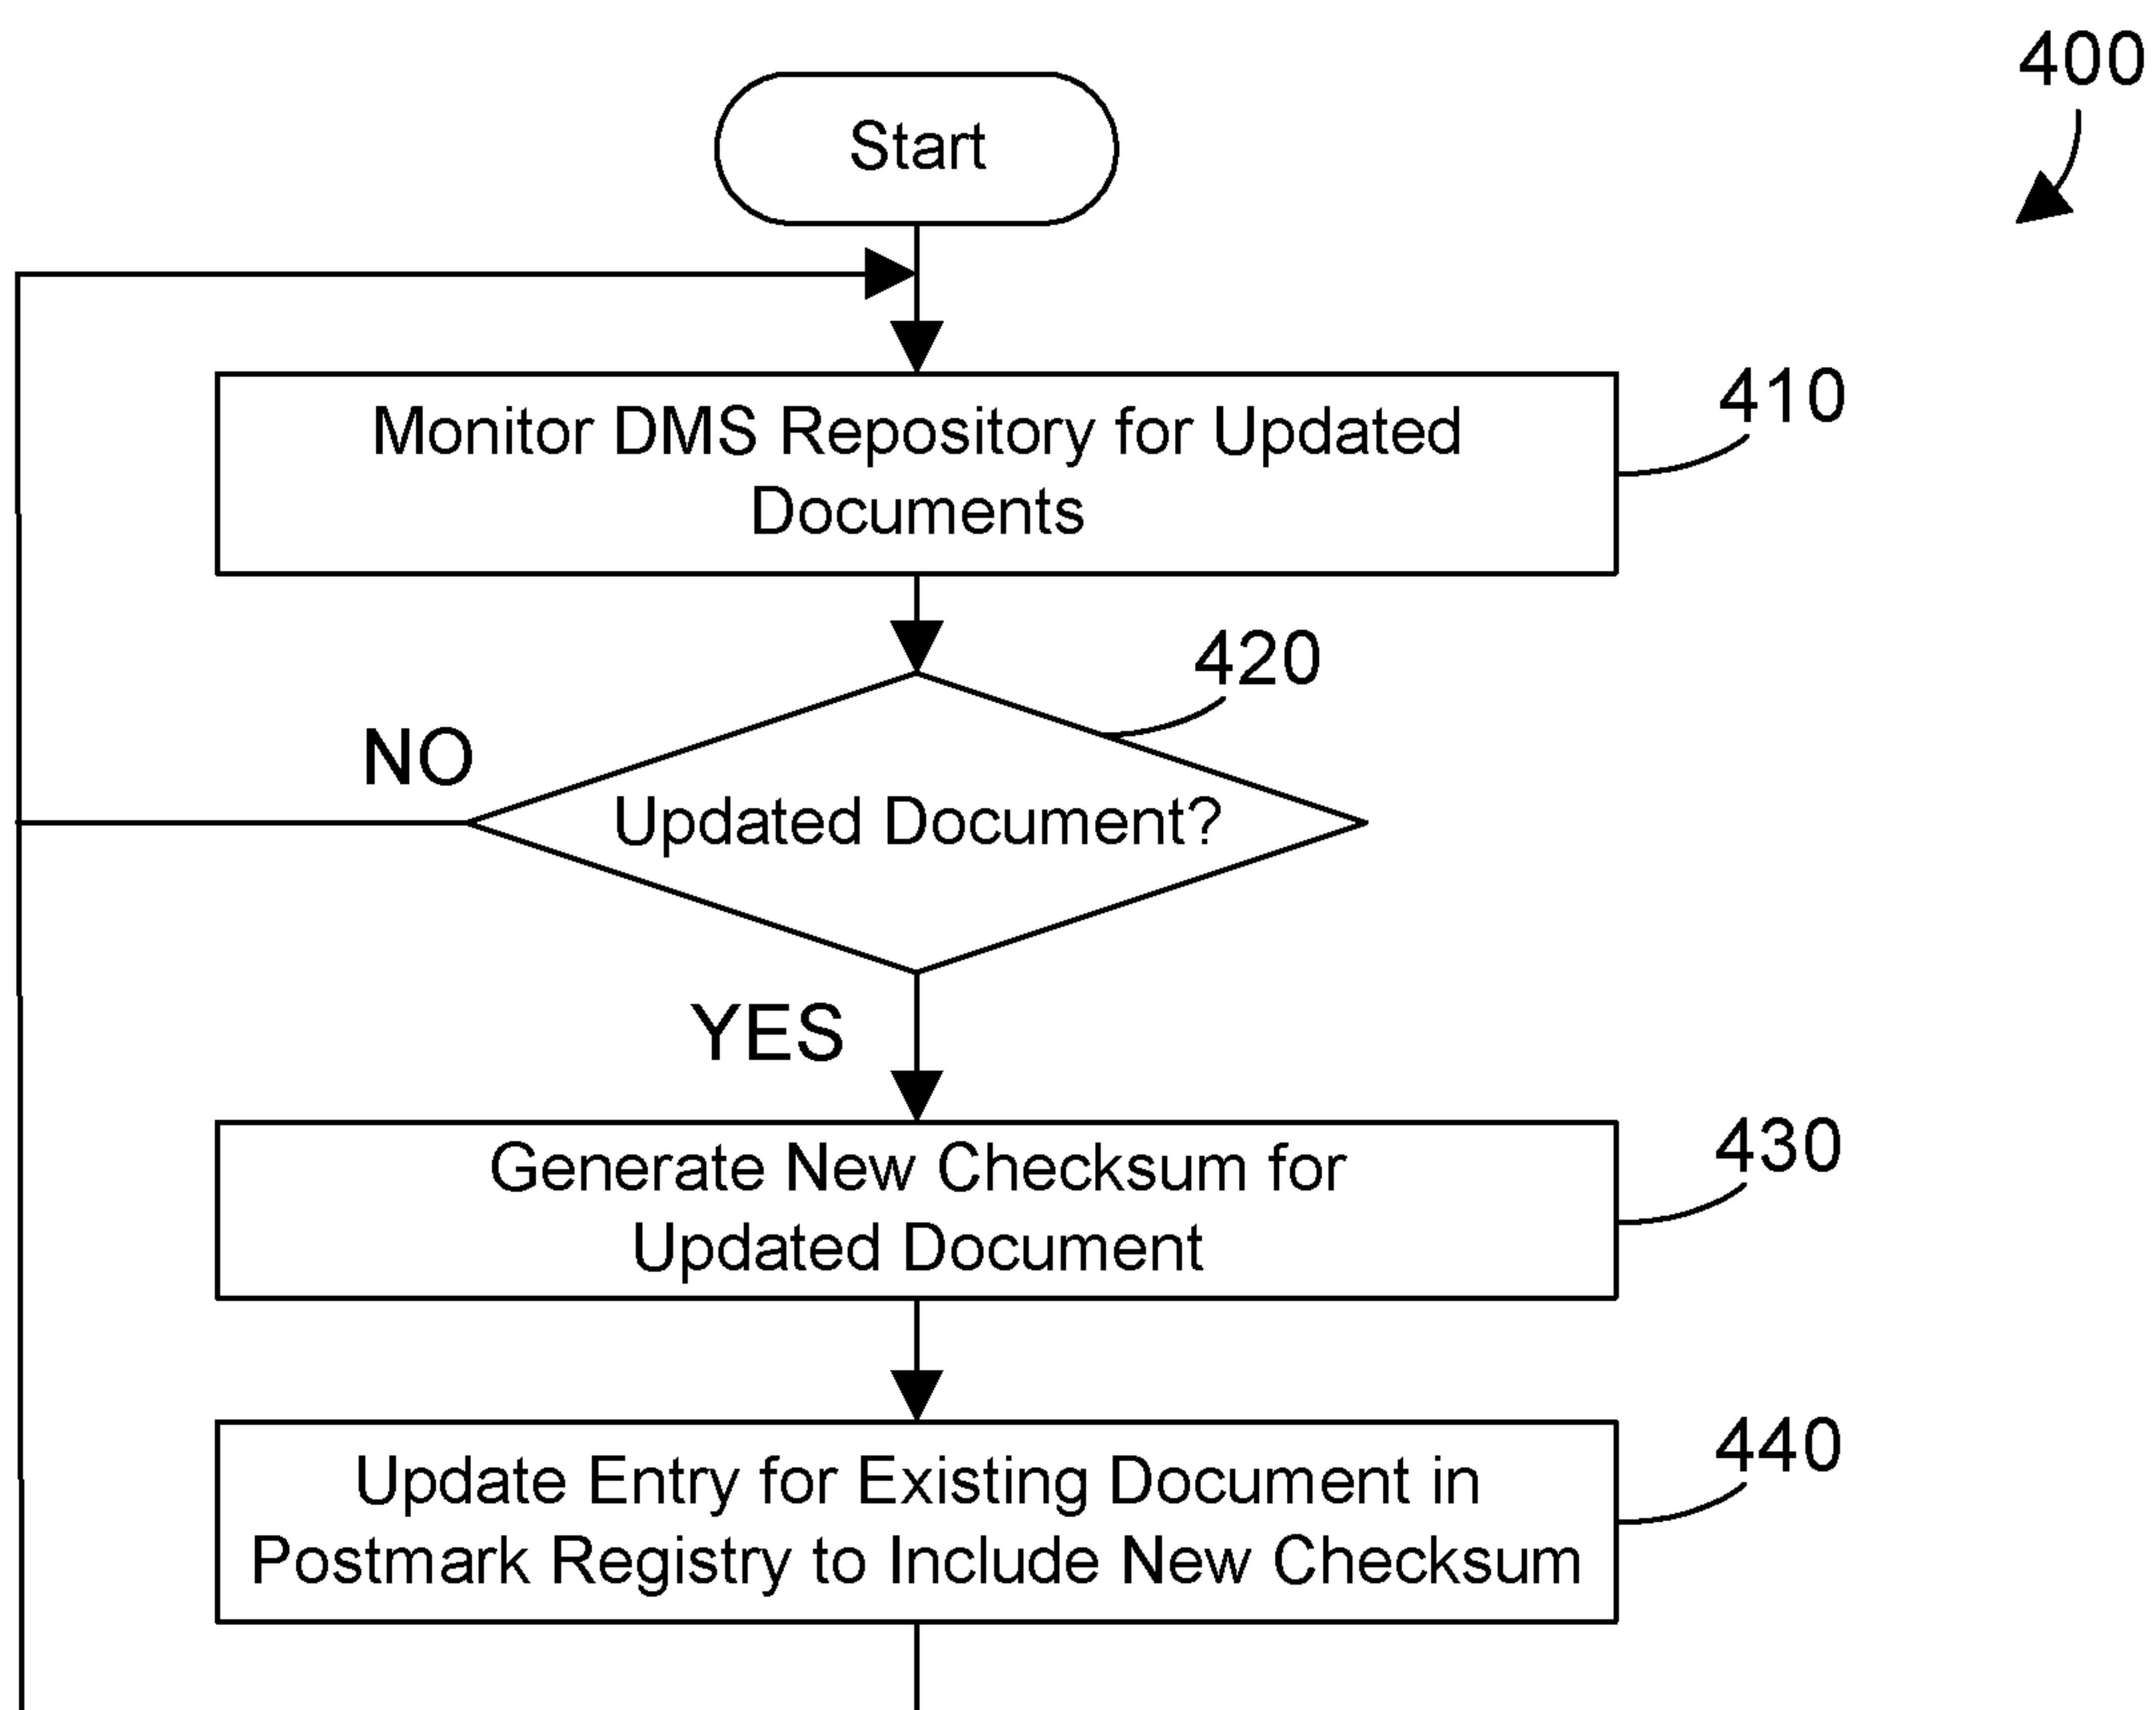 400
Start
Monitor DMS Repository for Updated
Documents
410
420
NO
Updated Document?
YES
Generate New Checksum for
Updated Document
430
Update Entry for Existing Document in
Postmark Registry to Include New Checksum
440